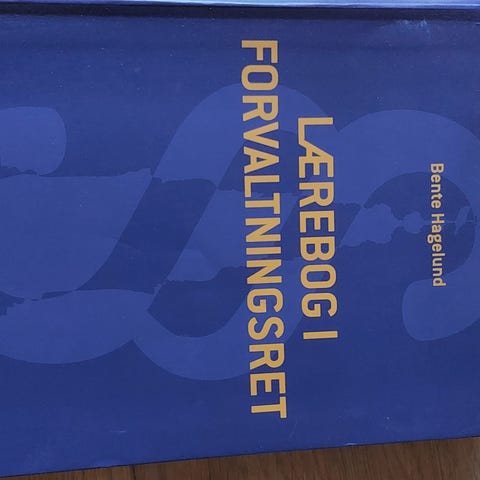 Bente Hagelund
LÆREBOG I
FORVALTNINGSRET